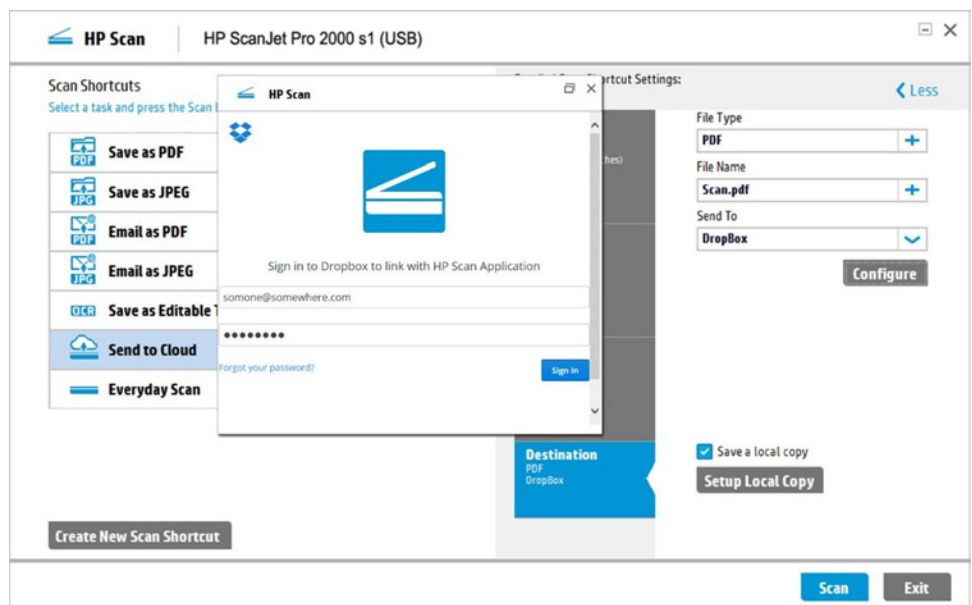 HP Scan
HP ScanJet Pro 2000 s1 (USB)
Scan Shortcuts
Select a task and press the Scan
Save as PDF
Save as JPEG
Email as PDF
Email as JPEG
OCR Save as Editable
Send to Cloud
Everyday Scan
Create New Scan Shortcut
HP Scan
Sign in to Dropbox to link with HP Scan Application
somone@somewhere.com
••••••••
Forgot your password?
Sign in
Settings:
Less
Destination
PDF
DropBox
File Type
PDF
File Name
Scan.pdf
Send To
DropBox
Configure
Save a local copy
Setup Local Copy
Scan
Exit